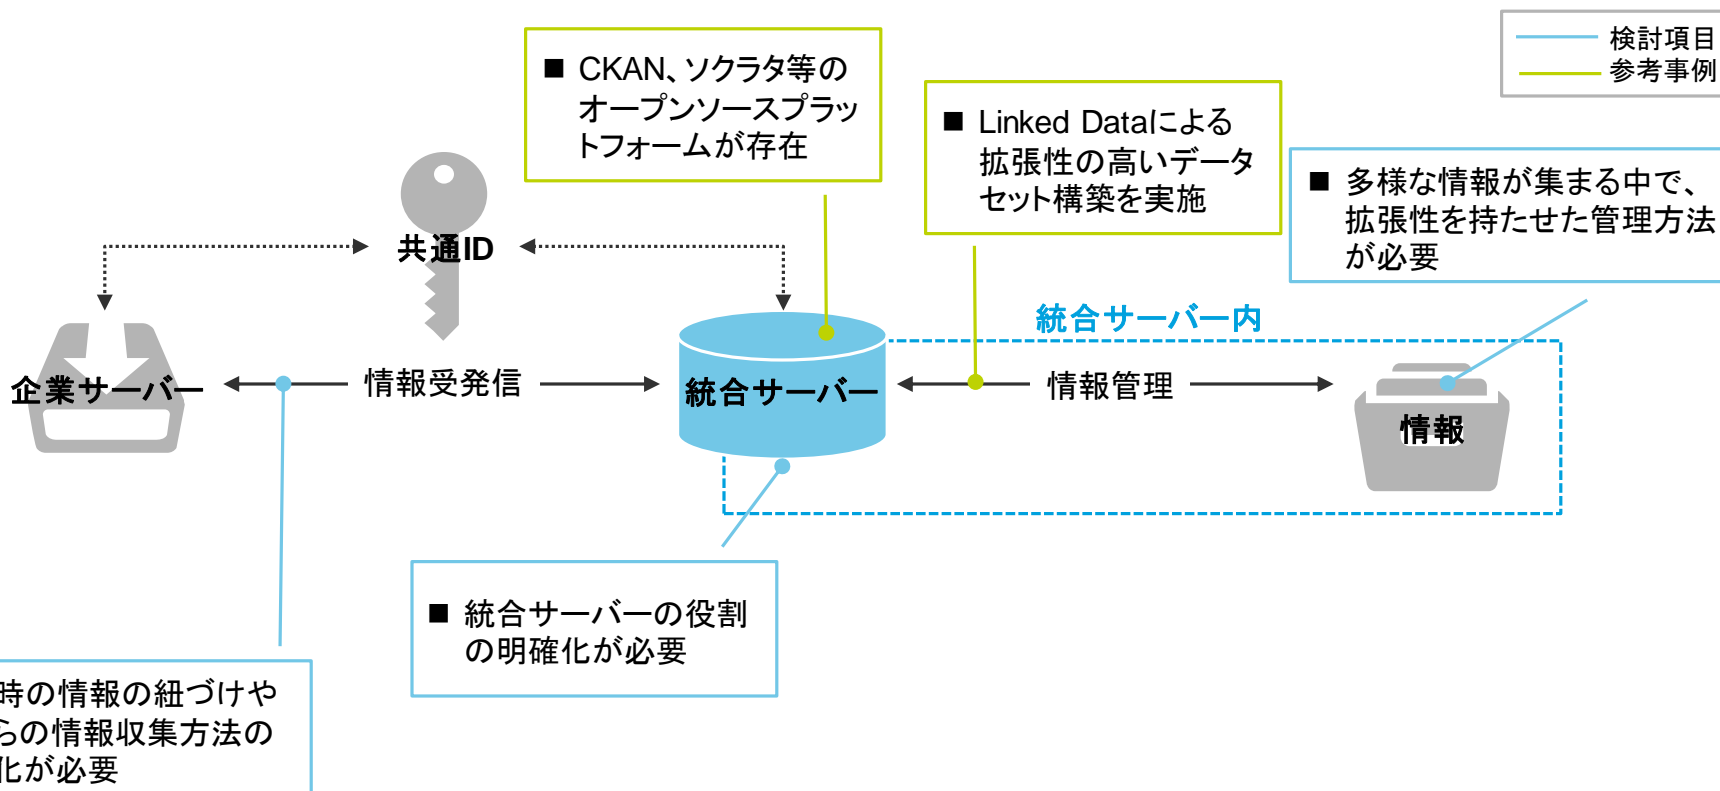 検討項目
参考事例
■ CKAN、ソクラタ等の
オープンソースプラッ
トフォームが存在
■ Linked Dataによる
拡張性の高いデータ
セット構築を実施
■ 多様な情報が集まる中で、
拡張性を持たせた管理方法
が必要
共通ID
統合サーバー内
企業サーバー
情報受発信
統合サーバー
情報管理
情報
■ 統合サーバーの役割
の明確化が必要
時の情報の紐づけや
らの情報収集方法の
化が必要